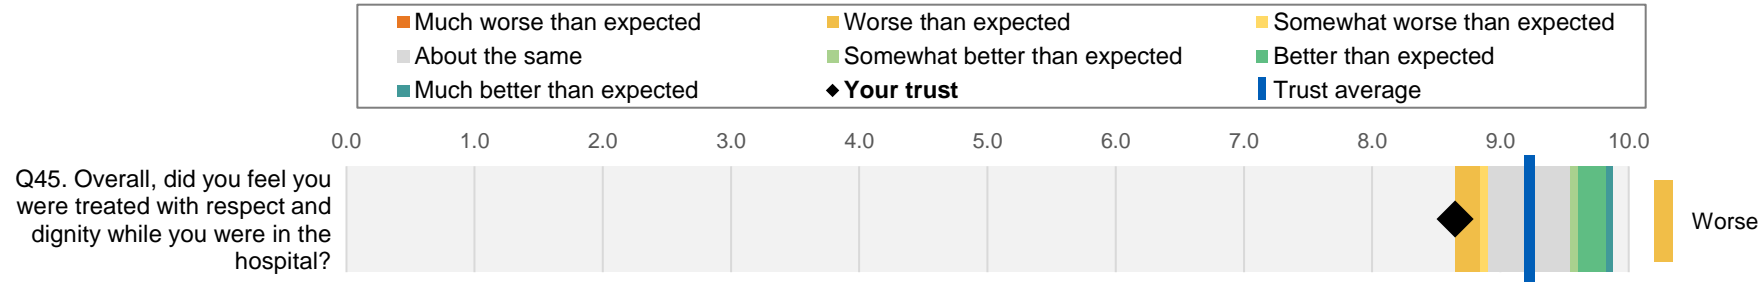 Much worse than expected
Worse than expected
Somewhat worse than expected
About the same
Somewhat better than expected
Better than expected
Much better than expected
Your trust
Trust average
0.0 1.0 2.0 3.0 4.0 5.0 6.0 7.0 8.0 9.0 10.0
Q45. Overall, did you feel you
were treated with respect and
dignity while you were in the
hospital?
Worse